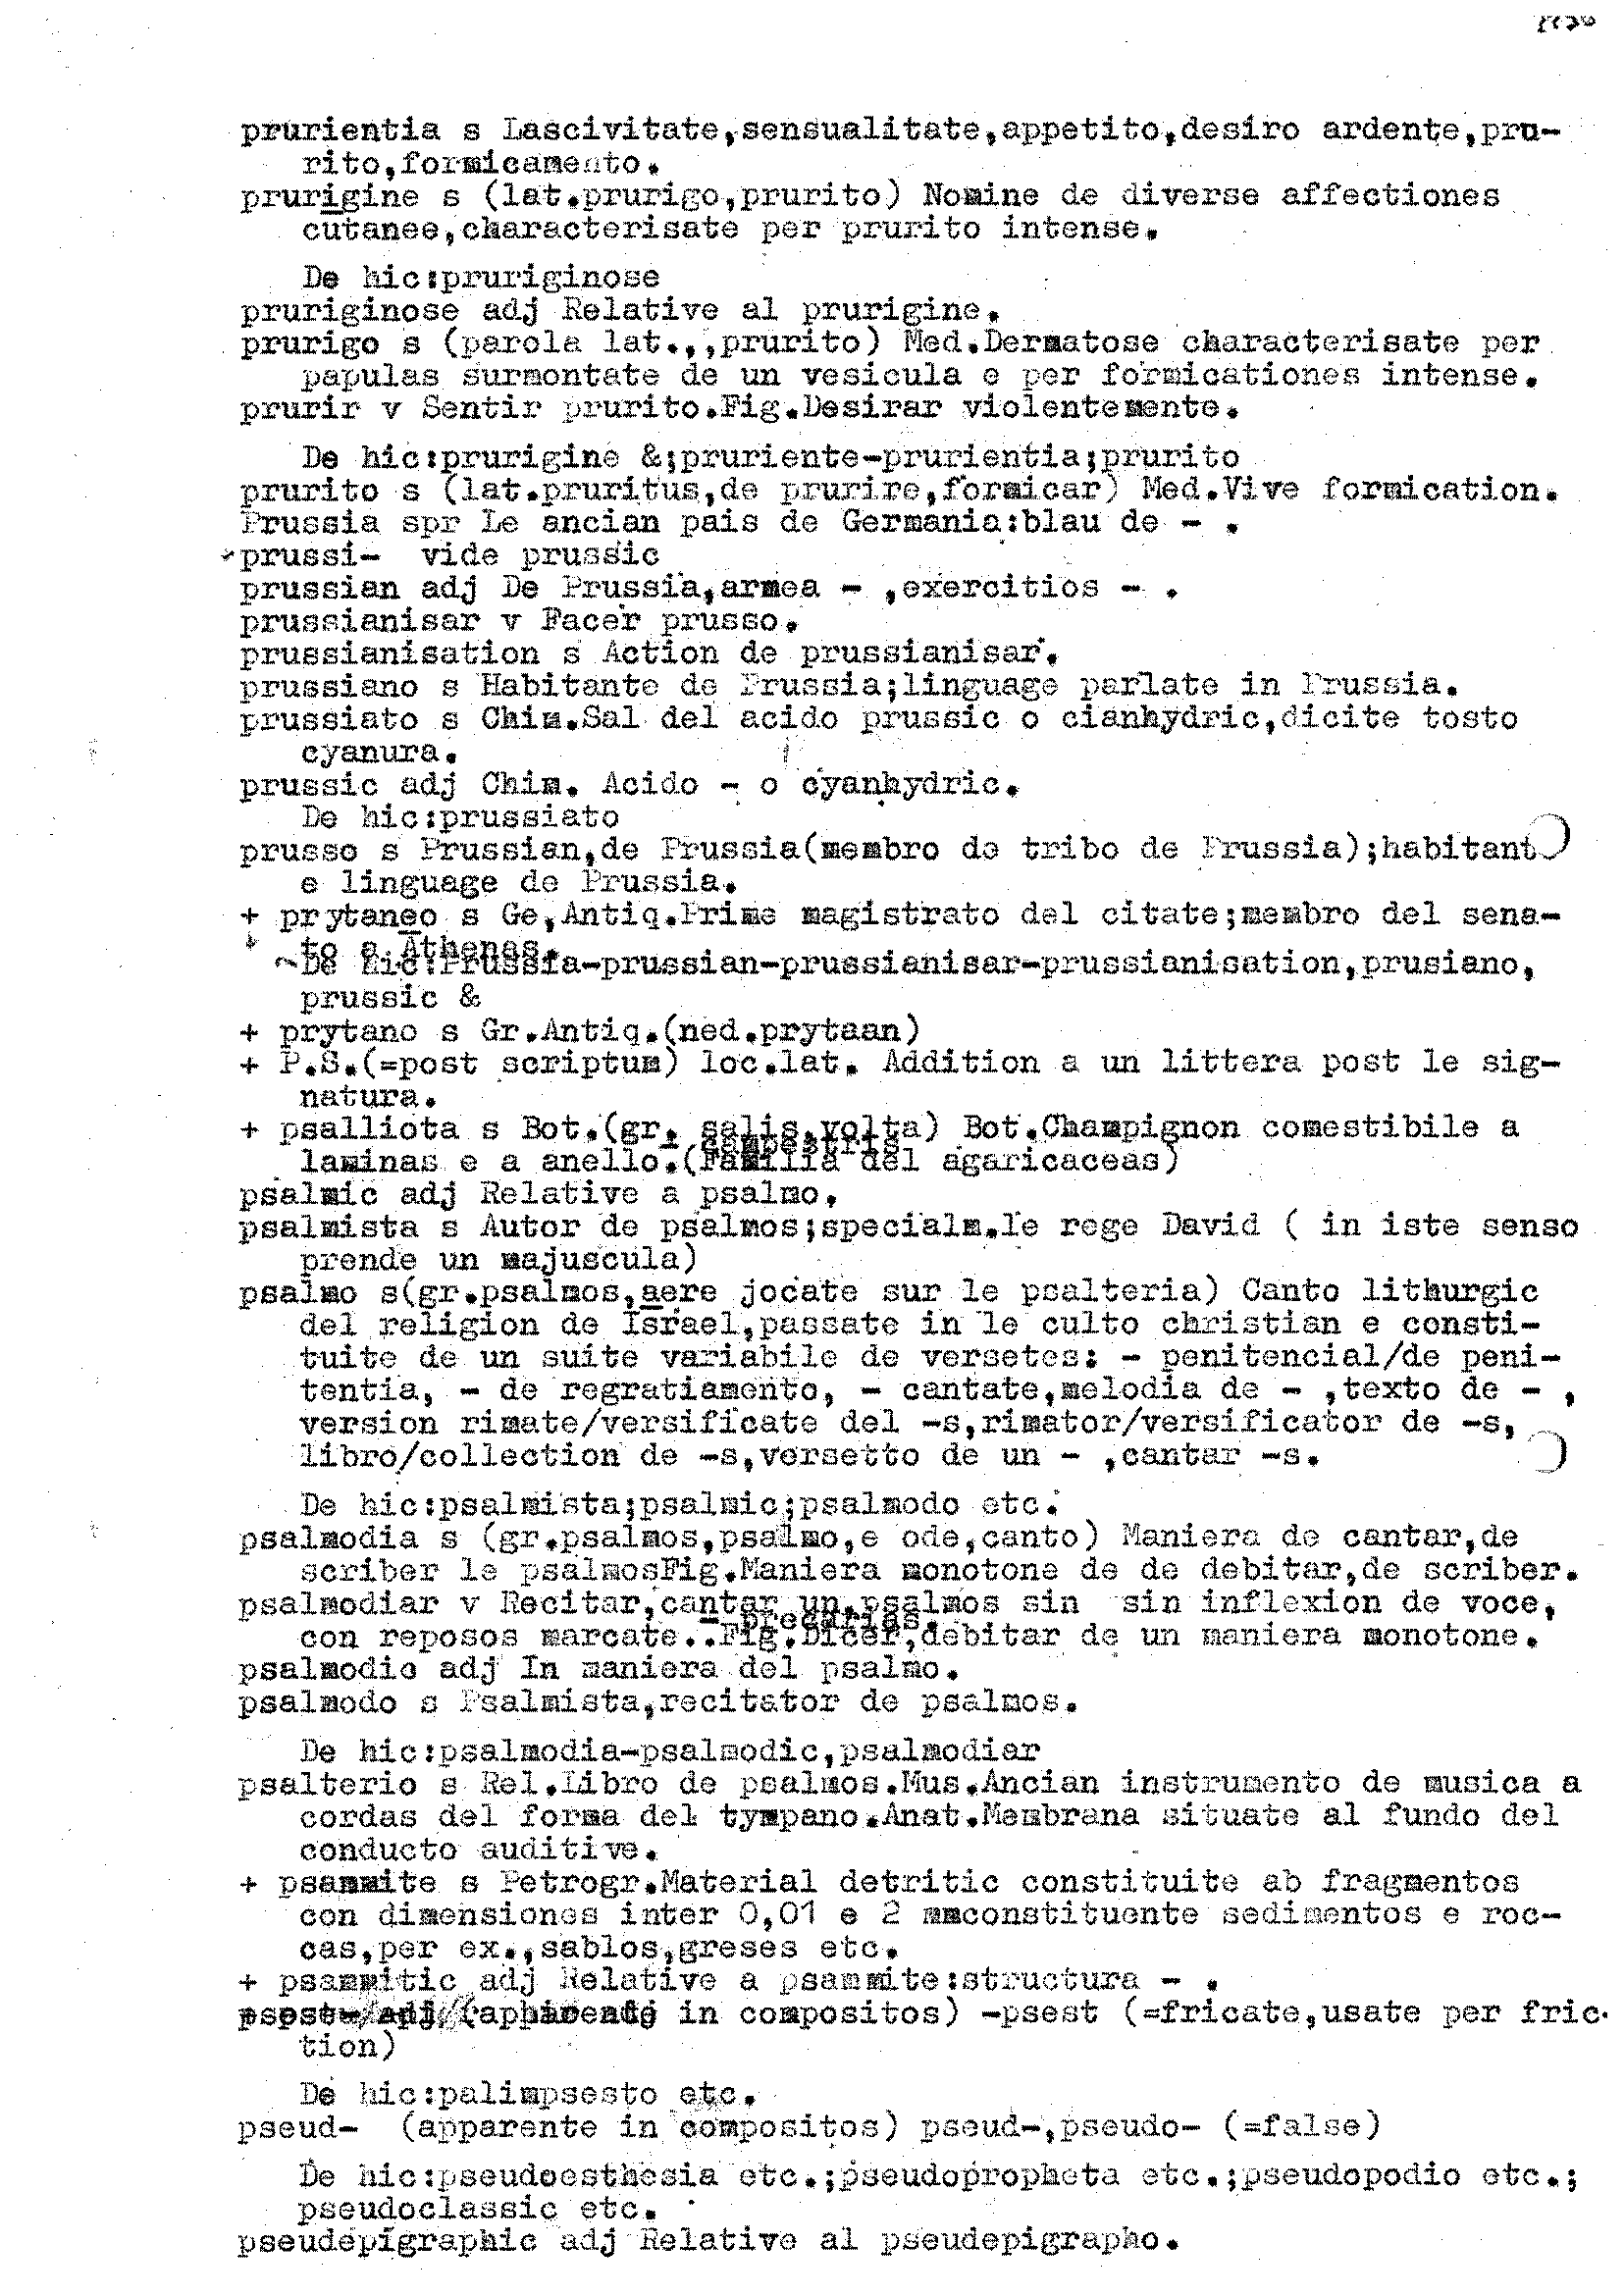 prurientia s Lascivitate,sensualitate,appetito,desiro ardente,pru-
rito,formicamento.
prurigine s (lat.prurigo,prurito) Nomine de diverse affectiones
cutanee,characterisate per prurito intense.
De hic:pruriginose
pruriginose adj Relative al prurigine.
prurigo s (parola lat.,,prurito) Med.Dermatose characterisate per
papulas surmontate de un vesicula e per formicationes intense.
prurir v Sentir prurito.Fig.Desirar violentemente.
De hic:prurigine &;pruriente-prurientia;prurito
prurito s (lat.pruritus,de prurire,formicar) Med.Vive formication.
Prussia spr Le ancian pais de Germania:blau de - .
prussi- vide prussic
prussian adj De Prussia,armea - ,exercitios - .
prussianisar v Facer prusso.
prussianisation s Action de prussianisar.
prussiano s Habitante de Prussia;linguage parlate in Prussia.
prussiato s Chim.Sal del acido prussic o cianhydric,dicite tosto
cyanura.
prussic adj Chim. Acido - o cyanhydric.
De hic:prussiato
prusso s Prussian,de Prussia(membro de tribo de Prussia);habitant
e linguage de Prussia.
+ prytaneo s Ge,Antiq.Prime magistrato del citate;membro del sena-
to a Athenas.
De hic:Prussia-prussian-prussianisar-prussianisation,prusiano,
prussic &
+ prytano s Gr.Antiq.(ned.prytaan)
+ P.S.(=post scriptum) loc.lat. Addition a un littera post le sig-
natura.
+ psalliota s Bot.(gr. salis,volta) Bot.Champignon comestibile a
- campestris
laminas e a anello.(Familia del agaricaceas)
psalmic adj Relative a psalmo.
psalmista s Autor de psalmos;specialm.le rege David ( in iste senso
prende un majuscula)
psalmo s(gr.psalmos,aere jocate sur le psalteria) Canto lithurgic
del religion de Israel,passate in le culto christian e consti-
tuite de un suite variabile de versetes: - penitencial/de peni-
tentia, - de regratiamento, - cantate,melodia de - ,texto de - ,
version rimate/versificate del -s,rimator/versificator de -s,
libro/collection de -s,versetto de un - ,cantar -s.
De hic:psalmista;psalmic;psalmodo etc.
psalmodia s (gr.psalmos,psalmo,e ode,canto) Maniera de cantar,de
scriber le psalmosFig.Maniera monotone de de debitar,de scriber.
psalmodiar v Recitar,cantar un.psalmos sin sin inflexion de voce,
- precarias.
con reposos marcate..Fig.Dicer,debitar de un maniera monotone.
psalmodic adj In maniera del psalmo.
psalmodo s Psalmista,recitator de psalmos.
De hic:psalmodia-psalmodic,psalmodiar
psalterio s Rel.Libro de psalmos.Mus.Ancian instrumento de musica a
cordas del forma del tympano.Anat.Membrana situate al fundo del
conducto auditive.
+ psammite s Petrogr.Material detritic constituite ab fragmentos
con dimensiones inter 0,01 e 2 mmconstituente sedimentos e roc-
cas,per ex.,sablos,greses etc.
+ psammitic adj Relative a psammite:structura - .
in compositos) -psest (=fricate,usate per fric-
tion)
De hic:palimpsesto etc.
pseud- (apparente in compositos) pseud-,pseudo- (=false)
De hic:pseudoesthesia etc.;pseudopropheta etc.;pseudopodio etc.;
pseudoclassic etc.
pseudepigraphic adj Relative al pseudepigrapho.